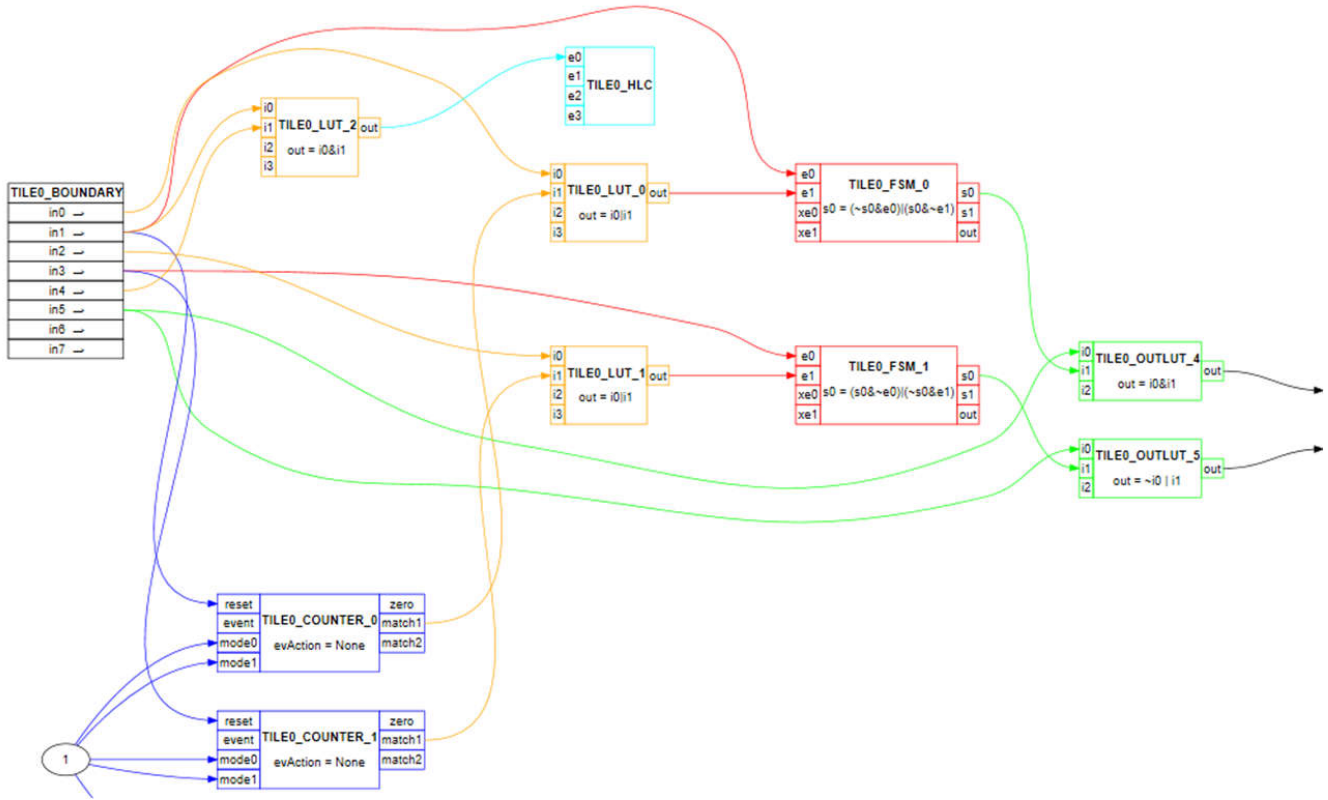 e0
e1
e2
e3
TILE0_HLC
i0
i1
i2
i3
TILE0_LUT_2
out = i0&i1
out
TILE0_BOUNDARY
in0
in1
in2
in3
in4
in5
in6
in7
i0
i1
i2
i3
TILE0_LUT_0
out = i0|i1
out
e0
e1
xe0
xe1
TILE0_FSM_0
s0 = (~s0&e0)|(s0&~e1)
s0
s1
out
i0
i1
i2
i3
TILE0_LUT_1
out = i0|i1
out
e0
e1
xe0
xe1
TILE0_FSM_1
s0 = (s0&~e0)|(~s0&e1)
s0
s1
out
i0
i1
i2
TILE0_OUTLUT_4
out = i0&i1
out
i0
i1
i2
TILE0_OUTLUT_5
out = ~i0 | i1
out
reset
event
mode0
mode1
TILE0_COUNTER_0
evAction = None
zero
match1
match2
reset
event
mode0
mode1
TILE0_COUNTER_1
evAction = None
zero
match1
match2
1